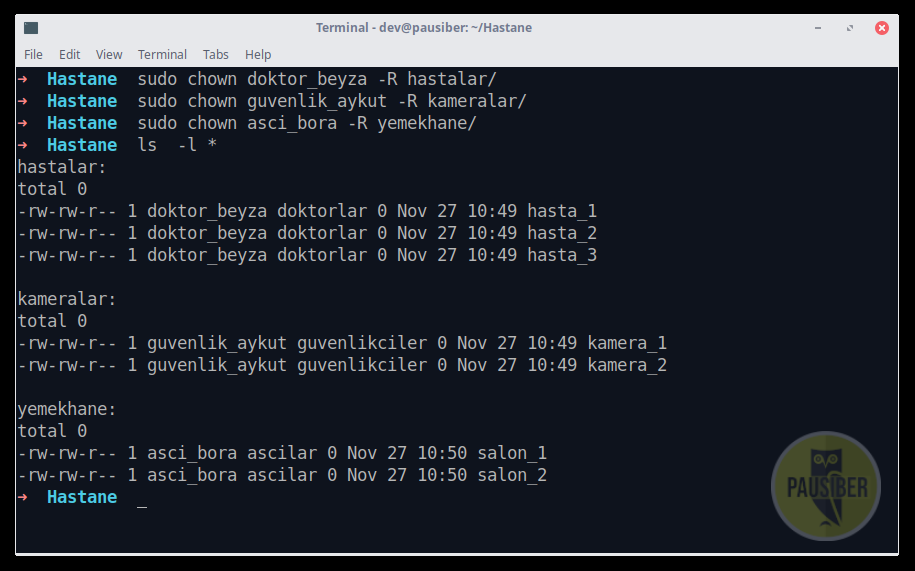 Terminal - dev@pausiber: ~/Hastane
File Edit View Terminal Tabs Help
➜ Hastane sudo chown doktor_beyza -R hastalar/
➜ Hastane sudo chown guvenlik_aykut -R kameralar/
➜ Hastane sudo chown asci_bora -R yemekhane/
➜ Hastane ls  -l *
hastalar:
total 0
-rw-rw-r-- 1 doktor_beyza doktorlar 0 Nov 27 10:49 hasta_1
-rw-rw-r-- 1 doktor_beyza doktorlar 0 Nov 27 10:49 hasta_2
-rw-rw-r-- 1 doktor_beyza doktorlar 0 Nov 27 10:49 hasta_3
kameralar:
total 0
-rw-rw-r-- 1 guvenlik_aykut guvenlikciler 0 Nov 27 10:49 kamera_1
-rw-rw-r-- 1 guvenlik_aykut guvenlikciler 0 Nov 27 10:49 kamera_2
yemekhane:
total 0
-rw-rw-r-- 1 asci_bora ascilar 0 Nov 27 10:50 salon_1
-rw-rw-r-- 1 asci_bora ascilar 0 Nov 27 10:50 salon_2
➜ Hastane _
PAUSIBER